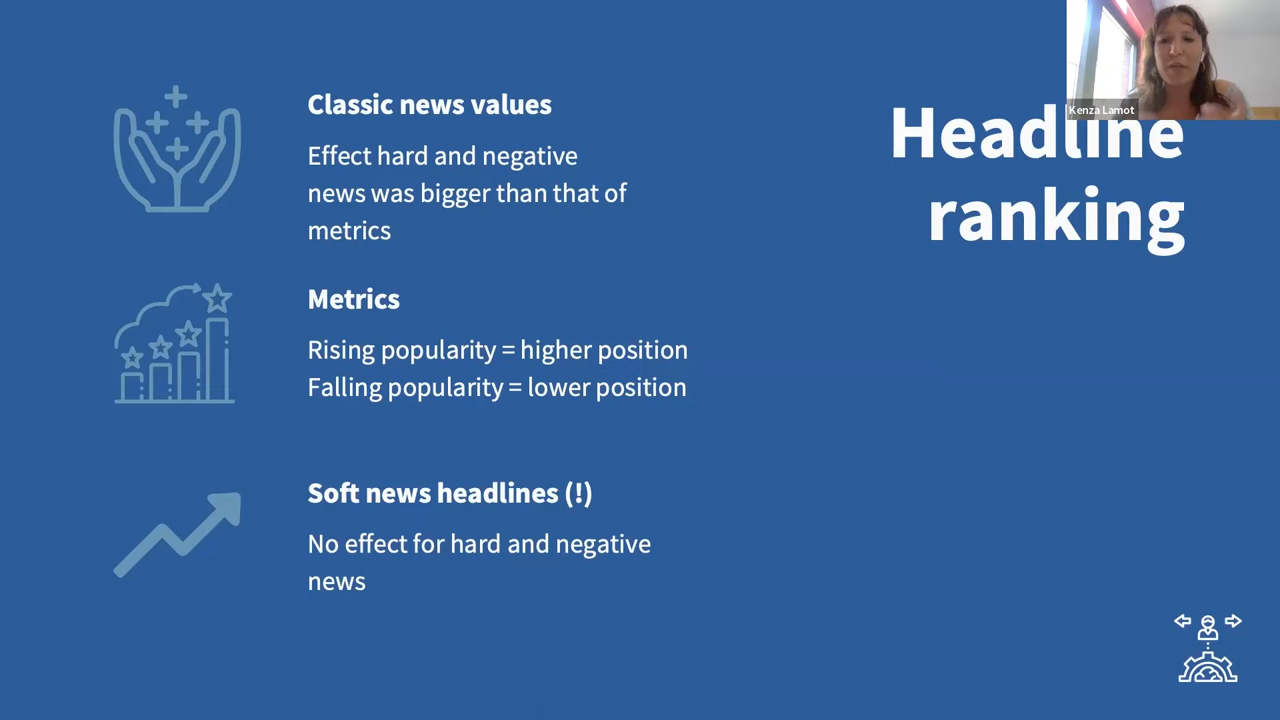 Classic news values
Effect hard and negative
news was bigger than that of
metrics
Metrics
Rising popularity = higher position
Falling popularity = lower position
Soft news headlines (!)
No effect for hard and negative
news
Headline
ranking
Kenza Lamot